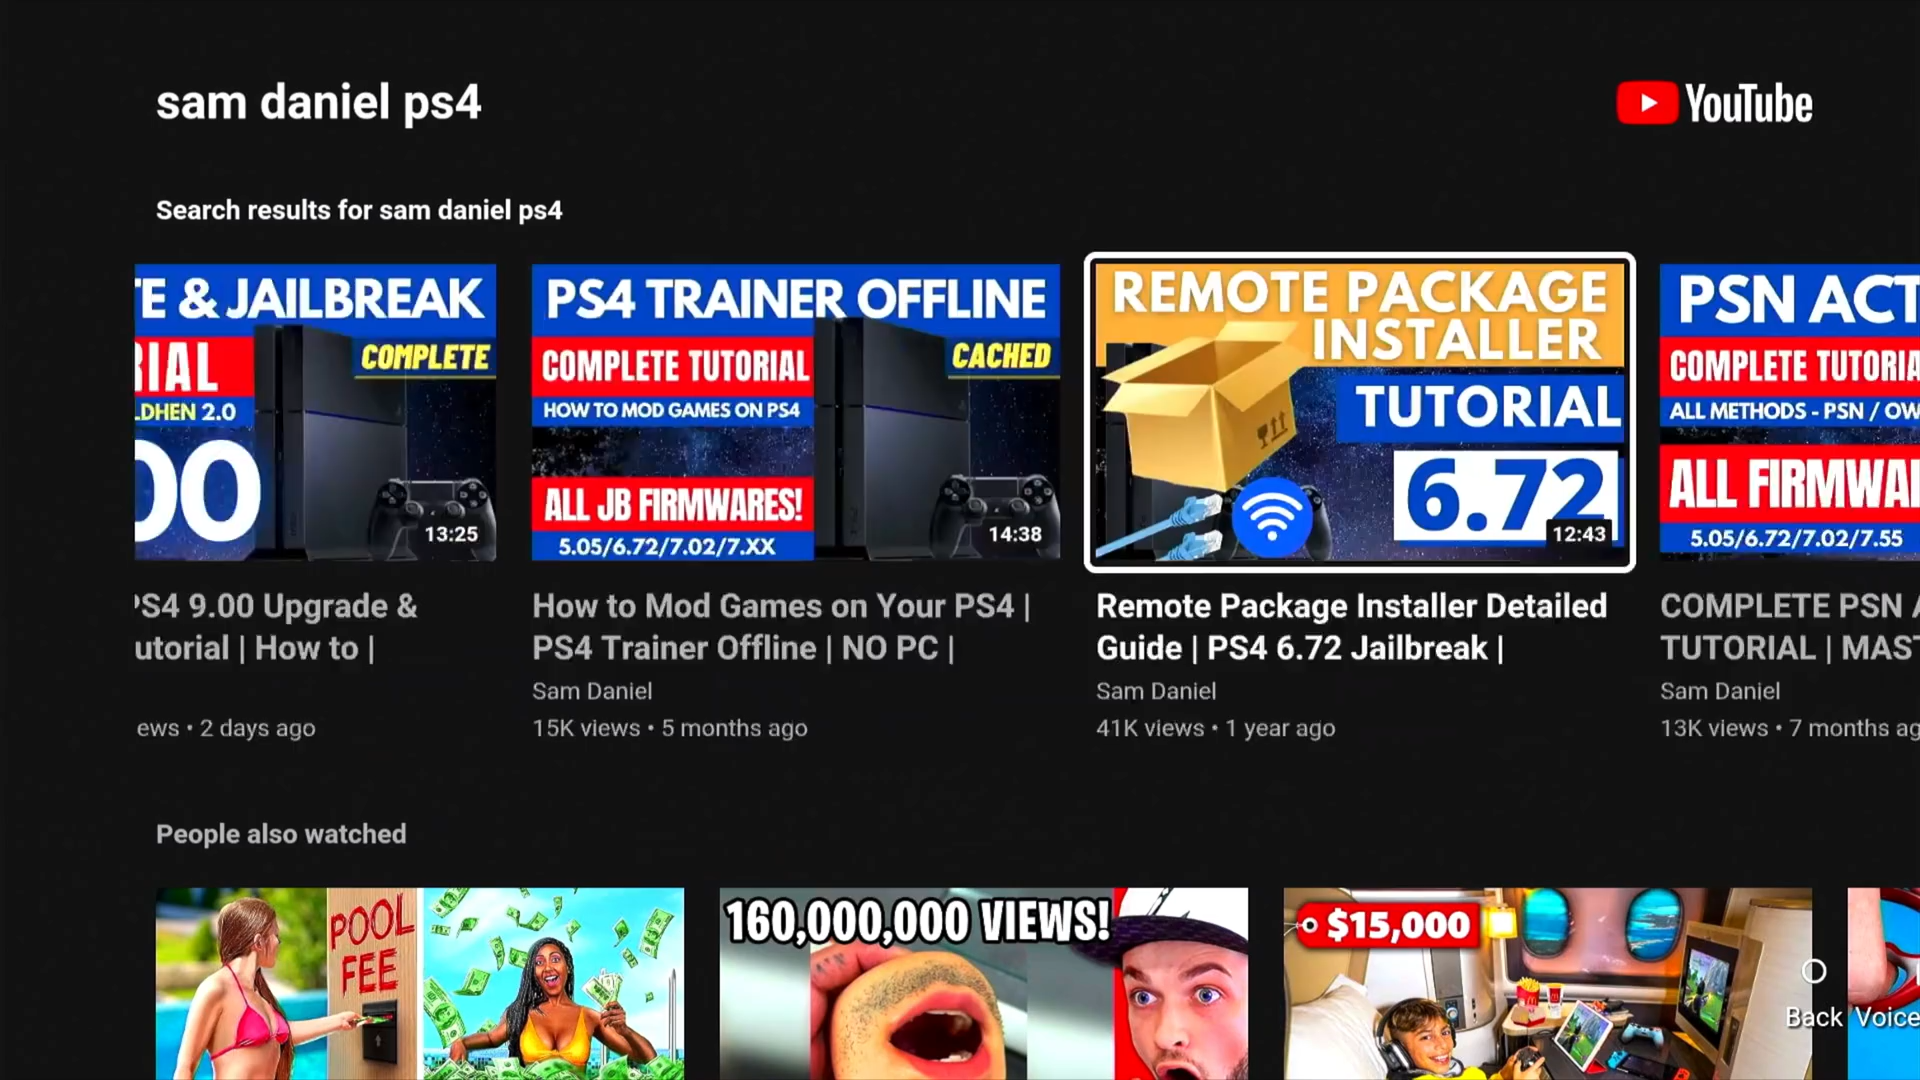 sam daniel ps4
YouTube
Search results for sam daniel ps4
TE & JAILBREAK
COMPLETE
RIAL
LDHEN 2.0
00
13:25
PS4 9.00 Upgrade &
utorial | How to |
ews • 2 days ago
PS4 TRAINER OFFLINE
COMPLETE TUTORIAL
CACHED
HOW TO MOD GAMES ON PS4
ALL JB FIRMWARES!
14:38
5.05/6.72/7.02/7.XX
How to Mod Games on Your PS4 |
PS4 Trainer Offline | NO PC |
Sam Daniel
15K views • 5 months ago
REMOTE PACKAGE
INSTALLER
TUTORIAL
6.72
12:43
Remote Package Installer Detailed
Guide | PS4 6.72 Jailbreak |
Sam Daniel
41K views • 1 year ago
PSN ACT
COMPLETE TUTORIA
ALL METHODS - PSN / OW
ALL FIRMWA
5.05/6.72/7.02/7.55
COMPLETE PSN A
TUTORIAL | MAST
Sam Daniel
13K views • 7 months ag
People also watched
POOL
FEE
160,000,000 VIEWS!
$15,000
Back Voice